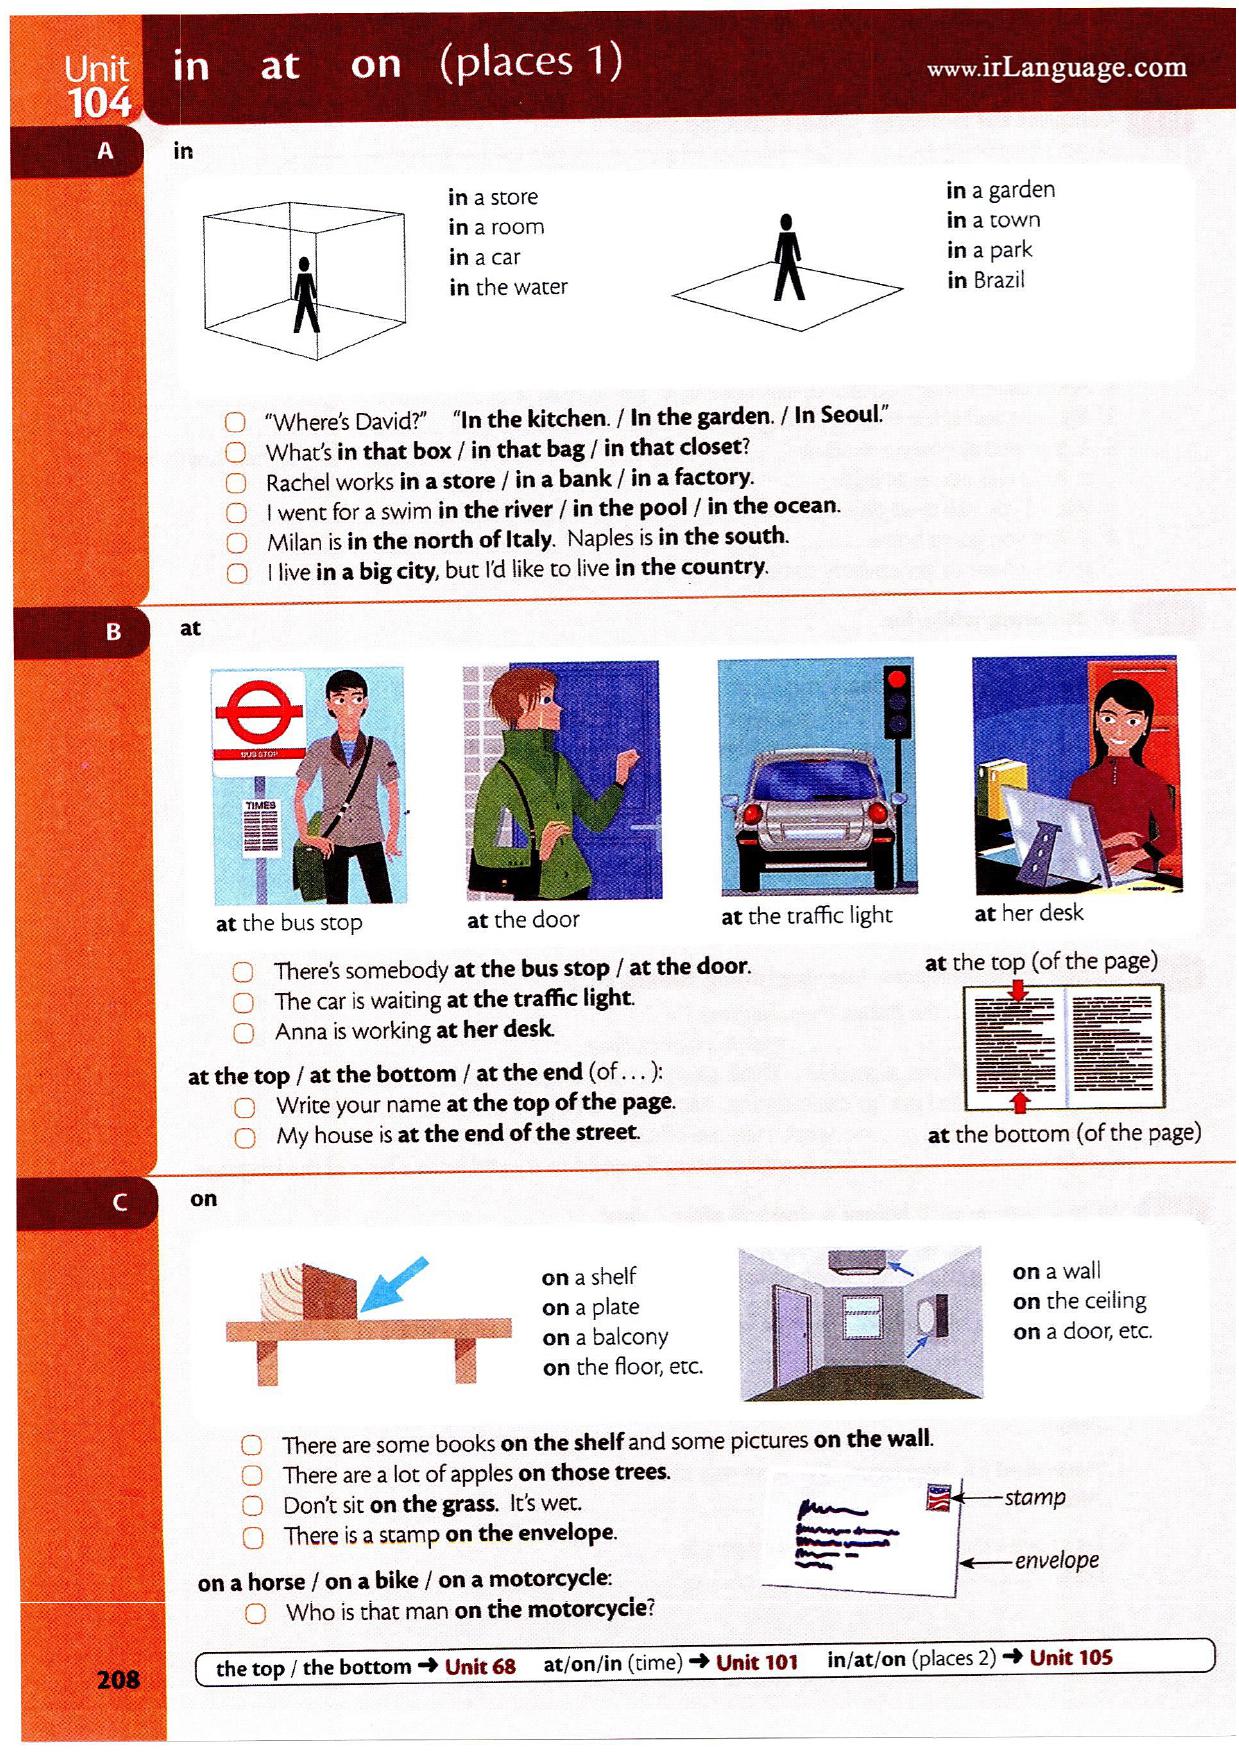 Unit
104
in at on (places 1)
www.irLanguage.com
A
in
in a store
in a room
in a car
in the water
in a garden
in a town
in a park
in Brazil
"Where's David?" "In the kitchen. / In the garden. / In Seoul."
What's in that box / in that bag / in that closet?
Rachel works in a store / in a bank / in a factory.
I went for a swim in the river / in the pool / in the ocean.
Milan is in the north of Italy. Naples is in the south.
I live in a big city, but I'd like to live in the country.
B
at
BUS STOP
TIMES
at the bus stop
at the door
at the traffic light
at her desk
There's somebody at the bus stop / at the door.
The car is waiting at the traffic light.
Anna is working at her desk.
at the top / at the bottom / at the end (of ... ):
Write your name at the top of the page.
My house is at the end of the street.
at the top (of the page)
at the bottom (of the page)
C
on
on a shelf
on a plate
on a balcony
on the floor, etc.
on a wall
on the ceiling
on a door, etc.
There are some books on the shelf and some pictures on the wall.
There are a lot of apples on those trees.
Don't sit on the grass. It's wet.
There is a stamp on the envelope.
stamp
envelope
on a horse / on a bike / on a motorcycle:
Who is that man on the motorcycle?
the top / the bottom → Unit 68 at/on/in (time) → Unit 101 in/at/on (places 2) → Unit 105
208